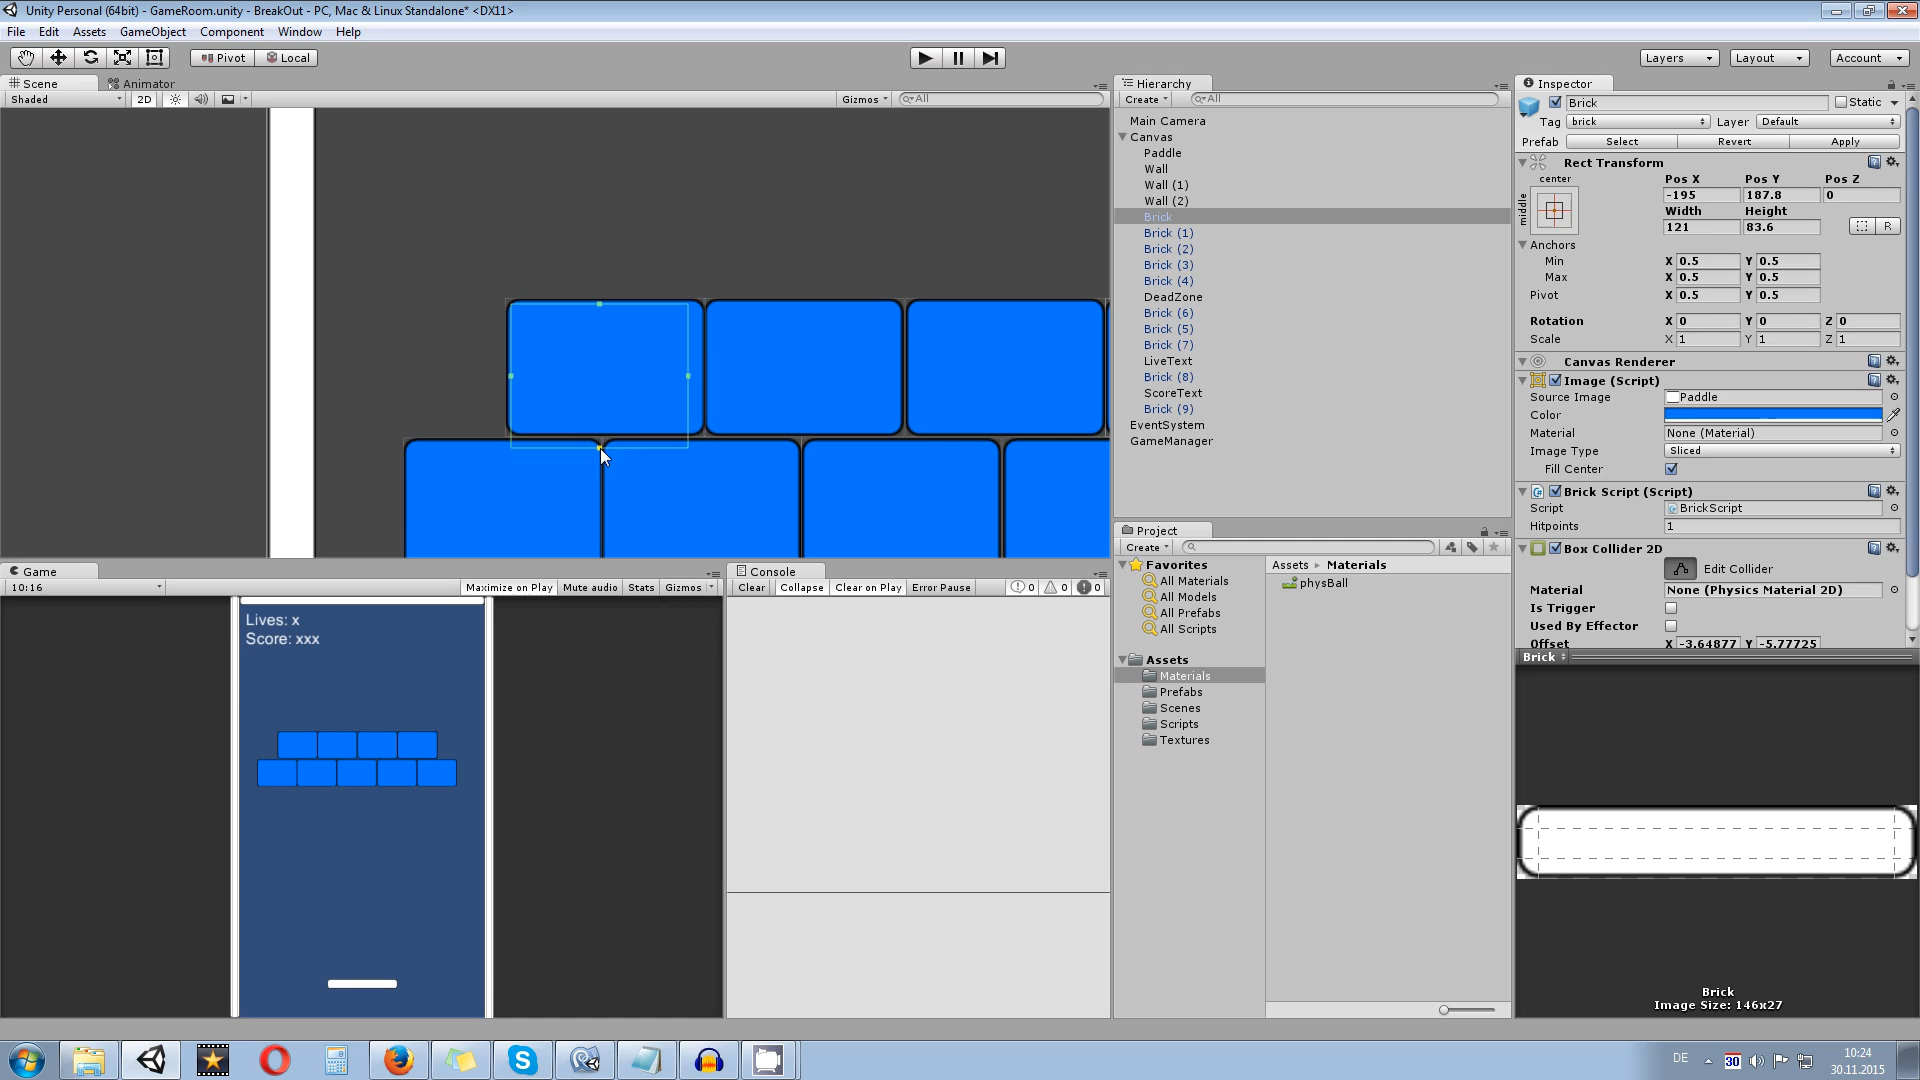 Unity Personal (64bit) - GameRoom.unity - BreakOut - PC, Mac & Linux Standalone* <DX11>
File Edit Assets GameObject Component Window Help
Pivot Local
Layers Layout Account
Scene Animator
Shaded 2D Gizmos All
Hierarchy
Create All
Main Camera
Canvas
Paddle
Wall
Wall (1)
Wall (2)
Brick
Brick (1)
Brick (2)
Brick (3)
Brick (4)
DeadZone
Brick (6)
Brick (5)
Brick (7)
LiveText
Brick (8)
ScoreText
Brick (9)
EventSystem
GameManager
Inspector
Brick Static
Tag brick Layer Default
Prefab Select Revert Apply
Rect Transform
center Pos X Pos Y Pos Z
middle -195 187.8 0
Width Height
121 83.6 R
Anchors
Min X 0.5 Y 0.5
Max X 0.5 Y 0.5
Pivot X 0.5 Y 0.5
Rotation X 0 Y 0 Z 0
Scale X 1 Y 1 Z 1
Canvas Renderer
Image (Script)
Source Image Paddle
Color
Material None (Material)
Image Type Sliced
Fill Center
Brick Script (Script)
Script BrickScript
Hitpoints 1
Box Collider 2D
Edit Collider
Material None (Physics Material 2D)
Is Trigger
Used By Effector
Offset X -3.64877 Y -5.77725
Brick
Brick
Image Size: 146x27
Game
10:16 Maximize on Play Mute audio Stats Gizmos
Lives: x
Score: xxx
Console
Clear Collapse Clear on Play Error Pause 0 0 0
Project
Create
Favorites
All Materials
All Models
All Prefabs
All Scripts
Assets
Materials
Prefabs
Scenes
Scripts
Textures
Assets Materials
physBall
DE 30 10:24
30.11.2015